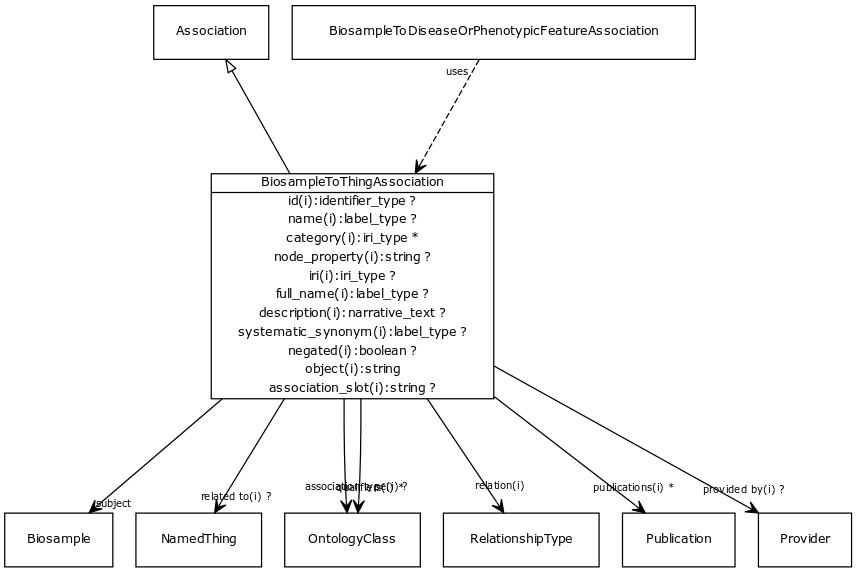 Association
BiosampleToDiseaseOrPhenotypicFeatureAssociation
uses
BiosampleToThingAssociation
id(i):identifier_type ?
name(i):label_type ?
category(i):iri_type *
node_property(i):string ?
iri(i):iri_type ?
full_name(i):label_type ?
description(i):narrative_text ?
systematic_synonym(i):label_type ?
negated(i):boolean ?
object(i):string
association_slot(i):string ?
subject
related to(i) ?
association type(i) ?
relation(i)
publications(i) *
provided by(i) ?
Biosample
NamedThing
OntologyClass
RelationshipType
Publication
Provider